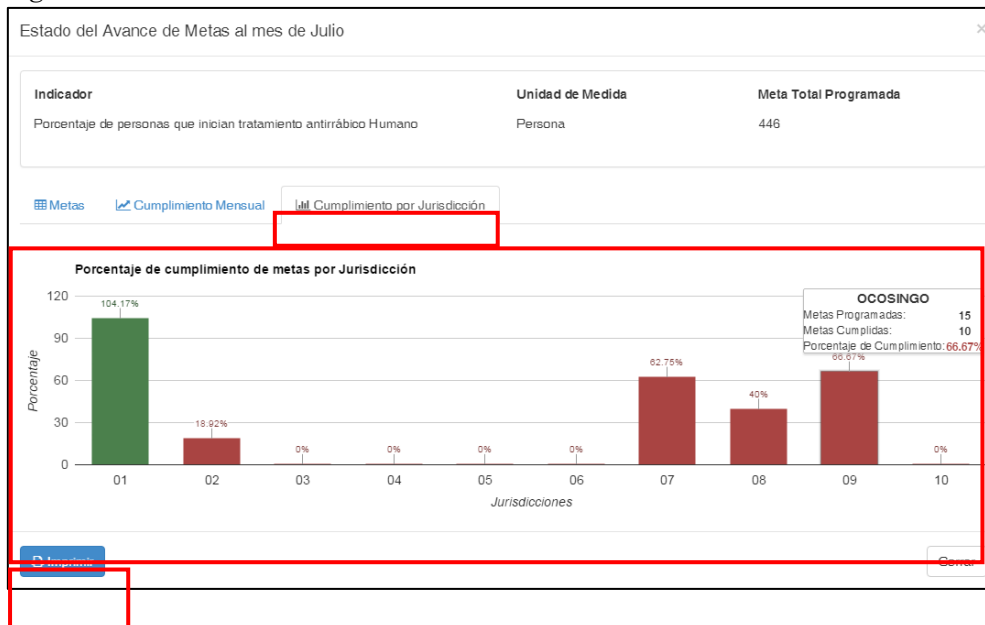 Estado del Avance de Metas al mes de Julio ×
Indicador Unidad de Medida Meta Total Programada
Porcentaje de personas que inician tratamiento antirrábico Humano Persona 446
Metas Cumplimiento Mensual Cumplimiento por Jurisdicción
Porcentaje de cumplimiento de metas por Jurisdicción
OCOSINGO
Metas Programadas: 15
Metas Cumplidas: 10
Porcentaje de Cumplimiento: 66.67%
Porcentaje
120
90
60
30
0
104.17%
18.92%
0%
0%
0%
0%
62.75%
40%
66.67%
0%
01 02 03 04 05 06 07 08 09 10
Jurisdicciones
Imprimir Cerrar